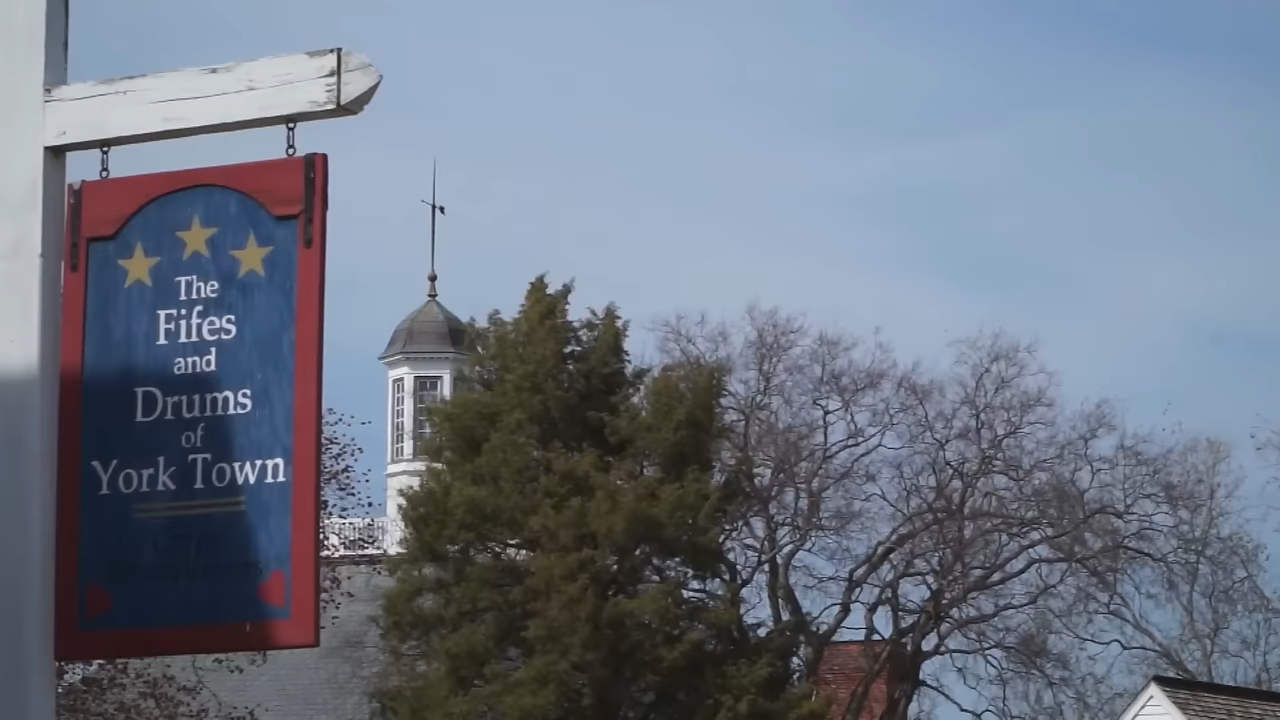 The
Fifes
and
Drums
of
York Town